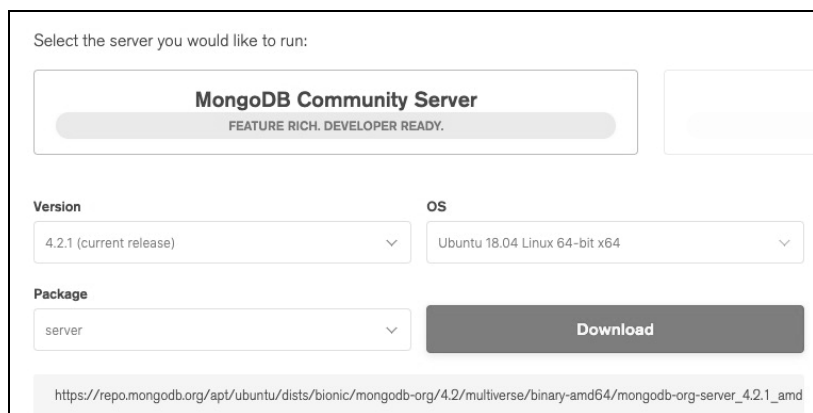 Select the server you would like to run:
MongoDB Community Server
FEATURE RICH. DEVELOPER READY.
Version
OS
4.2.1 (current release)
Ubuntu 18.04 Linux 64-bit x64
Package
server
Download
https://repo.mongodb.org/apt/ubuntu/dists/bionic/mongodb-org/4.2/multiverse/binary-amd64/mongodb-org-server_4.2.1_amd